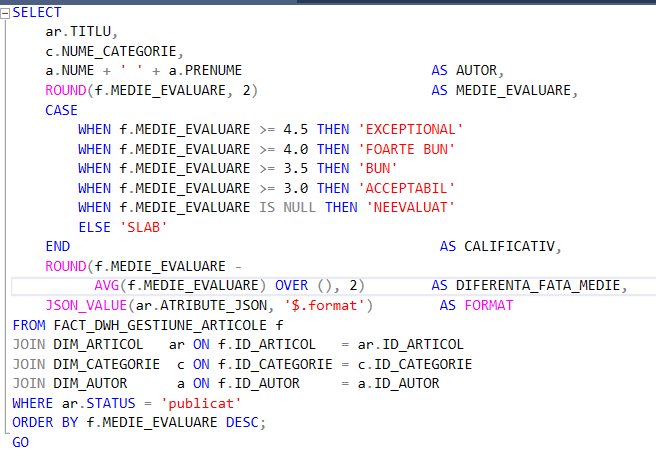 SELECT
    ar.TITLU,
    c.NUME_CATEGORIE,
    a.NUME + ' ' + a.PRENUME                       AS AUTOR,
    ROUND(f.MEDIE_EVALUARE, 2)                     AS MEDIE_EVALUARE,
    CASE
        WHEN f.MEDIE_EVALUARE >= 4.5 THEN 'EXCEPTIONAL'
        WHEN f.MEDIE_EVALUARE >= 4.0 THEN 'FOARTE BUN'
        WHEN f.MEDIE_EVALUARE >= 3.5 THEN 'BUN'
        WHEN f.MEDIE_EVALUARE >= 3.0 THEN 'ACCEPTABIL'
        WHEN f.MEDIE_EVALUARE IS NULL THEN 'NEEVALUAT'
        ELSE 'SLAB'
    END                                             AS CALIFICATIV,
    ROUND(f.MEDIE_EVALUARE -
          AVG(f.MEDIE_EVALUARE) OVER (), 2)        AS DIFERENTA_FATA_MEDIE,
    JSON_VALUE(ar.ATRIBUTE_JSON, '$.format')        AS FORMAT
FROM FACT_DWH_GESTIUNE_ARTICOLE f
JOIN DIM_ARTICOL   ar ON f.ID_ARTICOL   = ar.ID_ARTICOL
JOIN DIM_CATEGORIE  c ON f.ID_CATEGORIE = c.ID_CATEGORIE
JOIN DIM_AUTOR      a ON f.ID_AUTOR     = a.ID_AUTOR
WHERE ar.STATUS = 'publicat'
ORDER BY f.MEDIE_EVALUARE DESC;
GO